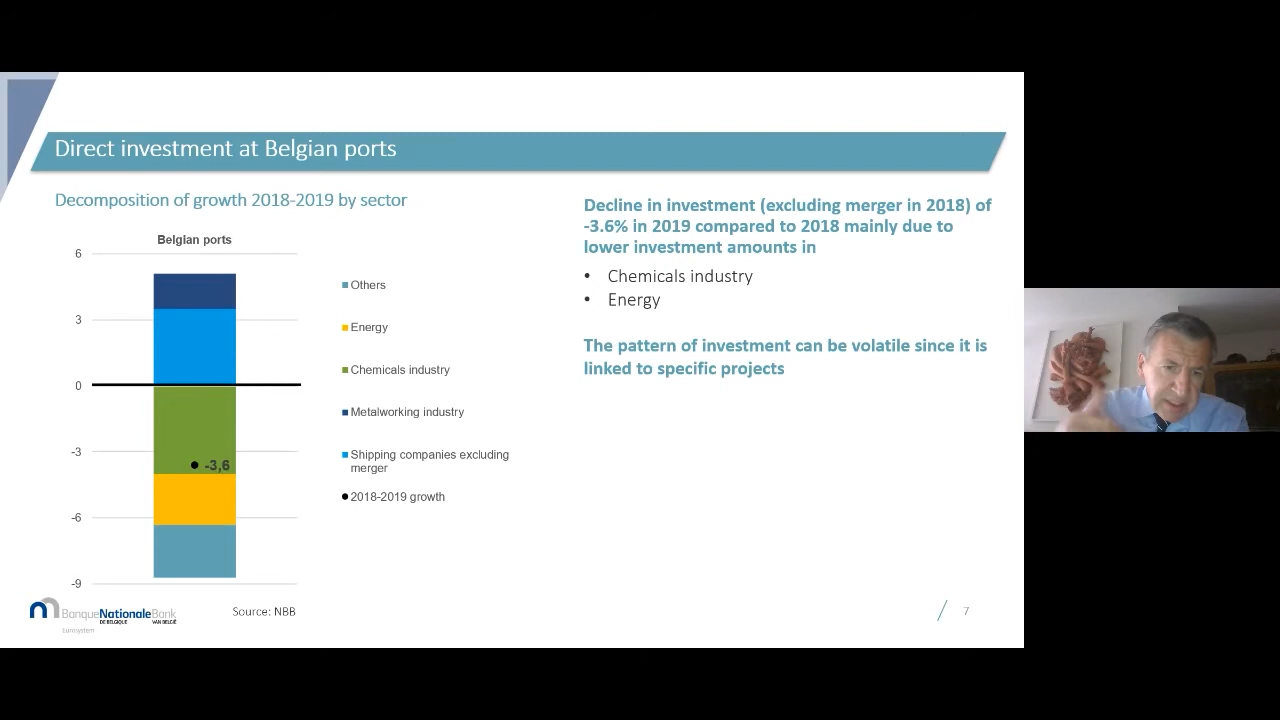 Direct investment at Belgian ports
Decomposition of growth 2018-2019 by sector
Belgian ports
6
3
0
-3
-6
-9
-3,6
Others
Energy
Chemicals industry
Metalworking industry
Shipping companies excluding
merger
2018-2019 growth
Decline in investment (excluding merger in 2018) of
-3.6% in 2019 compared to 2018 mainly due to
lower investment amounts in
• Chemicals industry
• Energy
The pattern of investment can be volatile since it is
linked to specific projects
BanqueNationaleBank
DE BELGIQUE VAN BELGIË
Eurosystem
Source: NBB
7